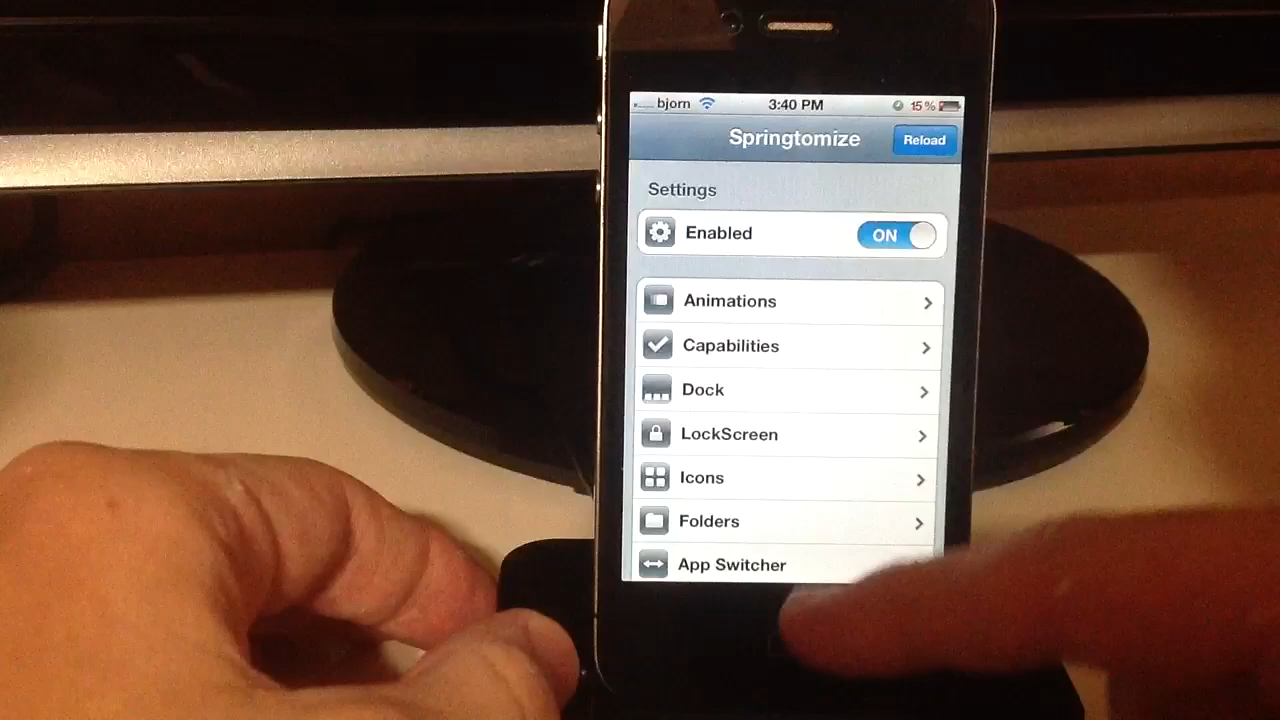 bjorn 3:40 PM 15%
Springtomize Reload
Settings
Enabled ON
Animations
Capabilities
Dock
LockScreen
Icons
Folders
App Switcher